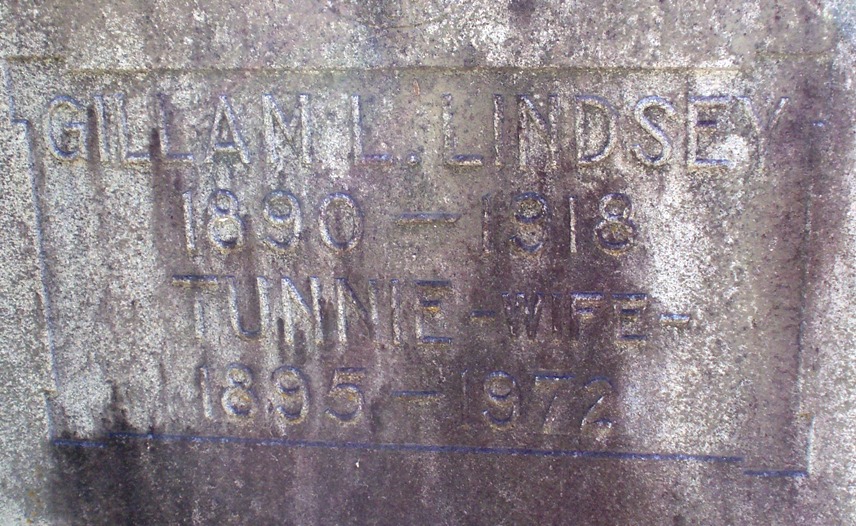 GILLAM L. LINDSEY
1890 — 1918
TUNNIE - WIFE -
1895 — 1972